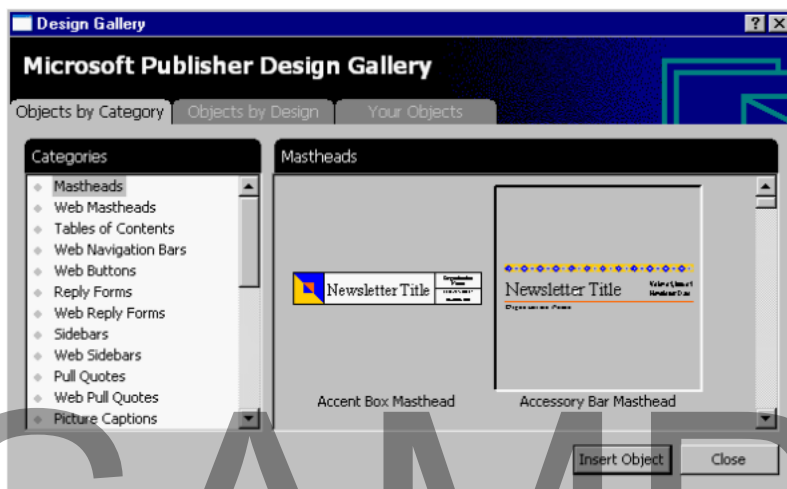 Design Gallery
Microsoft Publisher Design Gallery
Objects by Category Objects by Design Your Objects
Categories
Mastheads
Web Mastheads
Tables of Contents
Web Navigation Bars
Web Buttons
Reply Forms
Web Reply Forms
Sidebars
Web Sidebars
Pull Quotes
Web Pull Quotes
Picture Captions
Mastheads
Newsletter Title
Accent Box Masthead
Newsletter Title
Accessory Bar Masthead
Insert Object Close